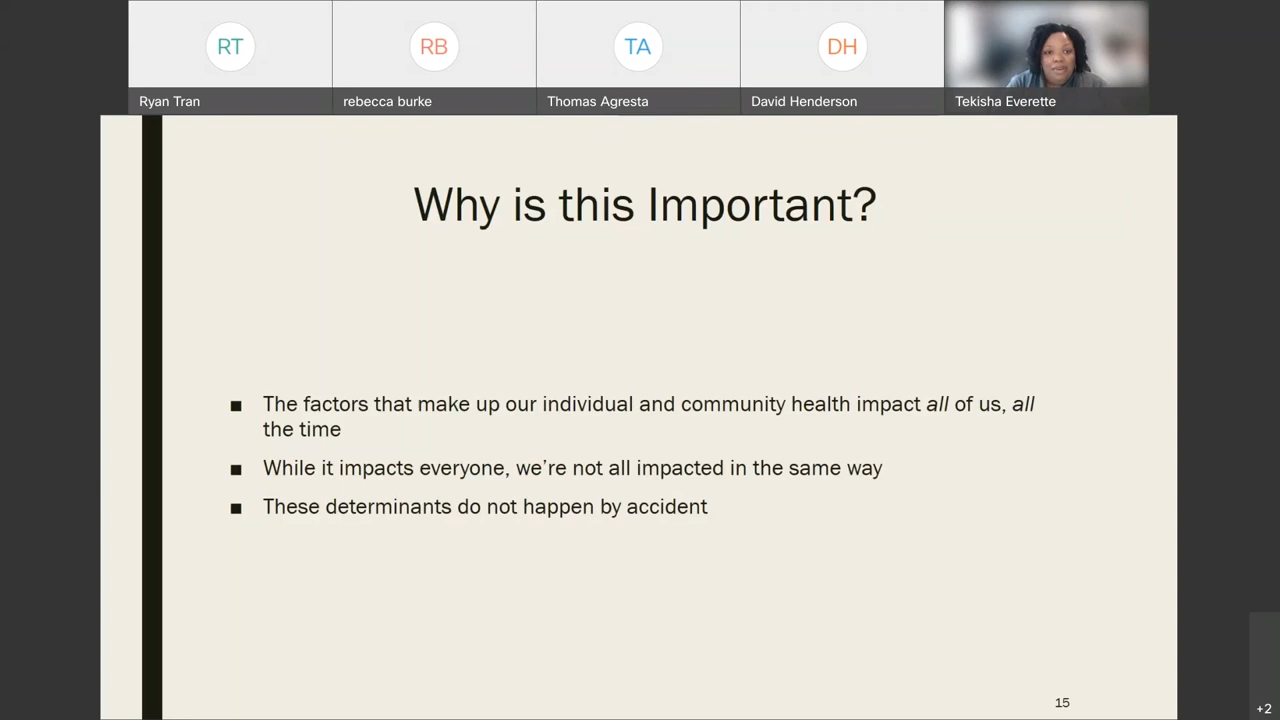 RT
RB
TA
DH
Ryan Tran
rebecca burke
Thomas Agresta
David Henderson
Tekisha Everette
Why is this Important?
■ The factors that make up our individual and community health impact all of us, all
the time
■ While it impacts everyone, we’re not all impacted in the same way
■ These determinants do not happen by accident
15
+2